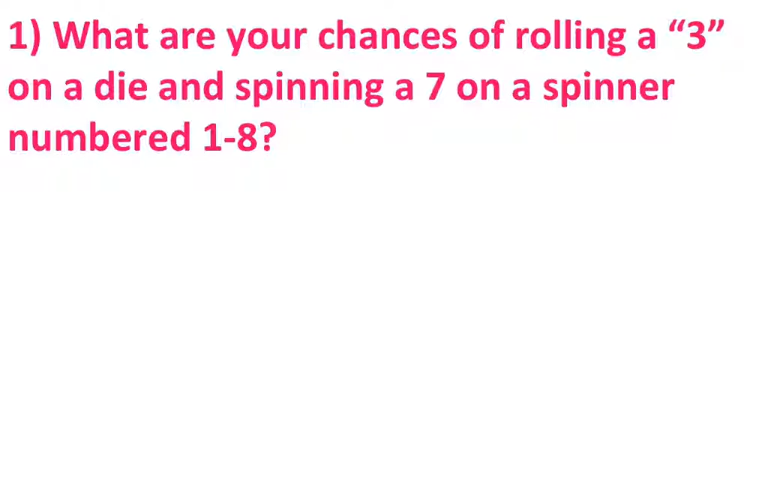 1) What are your chances of rolling a “3”
on a die and spinning a 7 on a spinner
numbered 1-8?